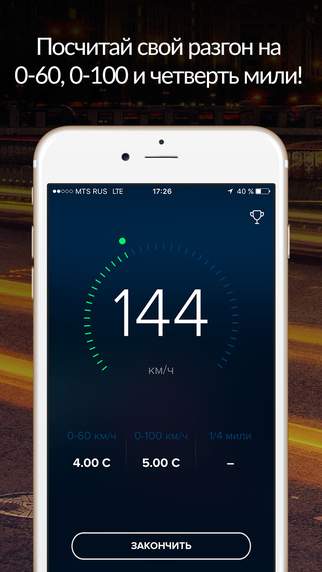 Посчитай свой разгон на
0-60, 0-100 и четверть мили!
MTS RUS LTE 17:26 40 %
144
км/ч
0-60 км/ч 0-100 км/ч 1/4 мили
4.00 С 5.00 С –
ЗАКОНЧИТЬ